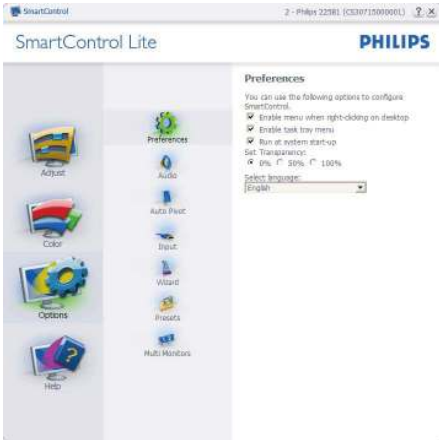 SmartControl
2 - Philips 225B1 (CS3071S000001)
? X
SmartControl Lite
PHILIPS
Adjust
Color
Options
Help
Preferences
Audio
Auto Pivot
Input
Wizard
Presets
Multi Monitors
Preferences
You can use the following options to configure
SmartControl.
Enable menu when right-clicking on desktop
Enable task tray menu
Run at system start-up
Set Transparency:
0% 50% 100%
Select language:
English